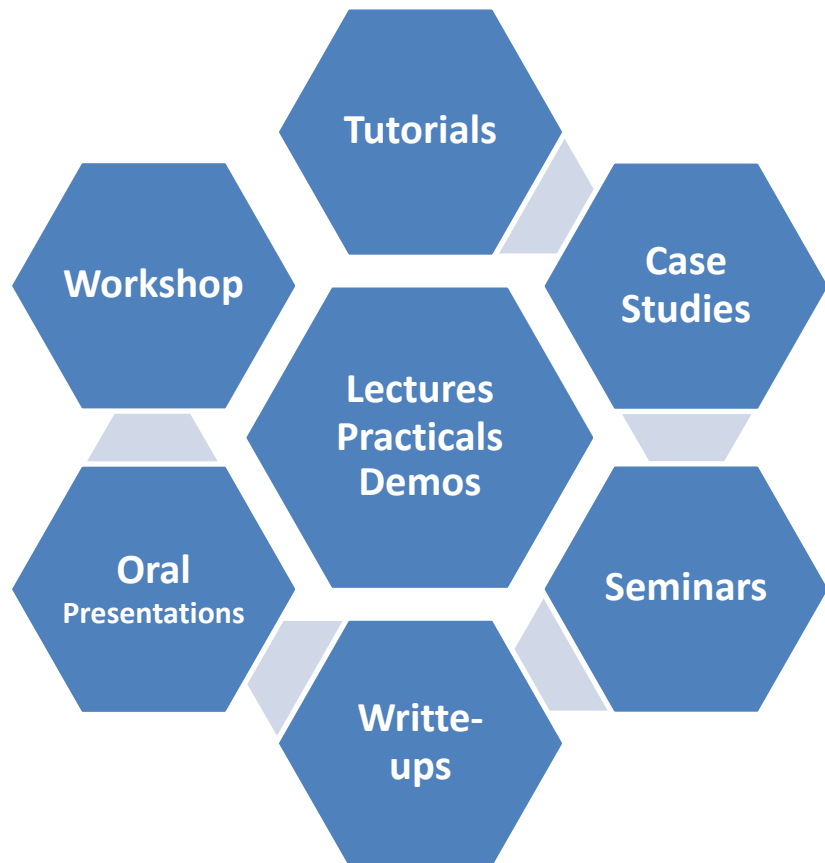 Tutorials
Case
Studies
Workshop
Lectures
Practicals
Demos
Oral
Presentations
Seminars
Writte-
ups